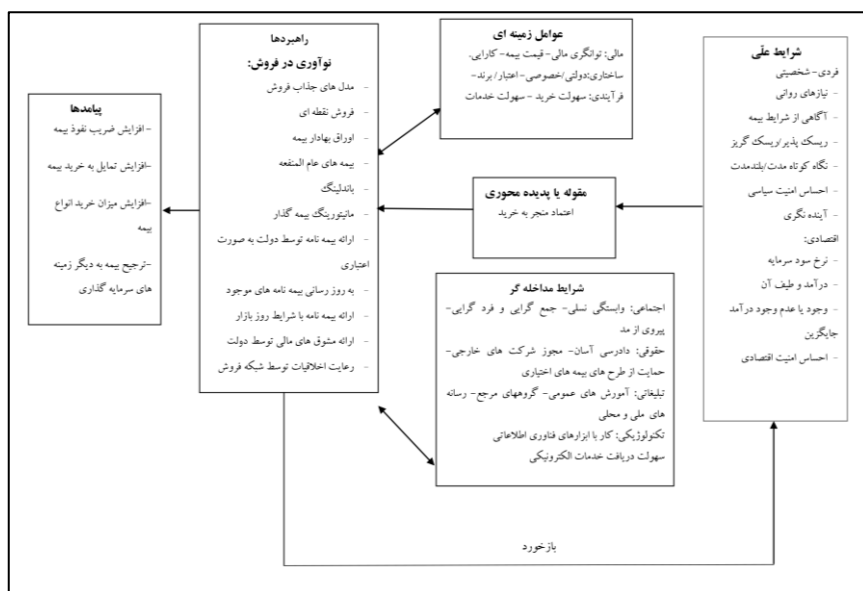 شرایط علّی
فردی- شخصیتی
- نیازهای روانی
- آگاهی از شرایط بیمه
- ریسک پذیر/ریسک گریز
- نگاه کوتاه مدت/بلندمدت
- احساس امنیت سیاسی
- آینده نگری
اقتصادی:
- نرخ سود سرمایه
- درآمد و طیف آن
- وجود یا عدم وجود درآمد
جایگزین
- احساس امنیت اقتصادی
عوامل زمینه ای
مالی: توانگری مالی- قیمت بیمه- کارایی.
ساختاری:دولتی/خصوصی- اعتبار/ برند-
فرآیندی: سهولت خرید - سهولت خدمات
مقوله یا پدیده محوری
اعتماد منجر به خرید
شرایط مداخله گر
اجتماعی: وابستگی نسلی- جمع گرایی و فرد گرایی-
پیروی از مد
حقوقی: دادرسی آسان- مجوز شرکت های خارجی-
حمایت از طرح های بیمه های اختیاری
تبلیغاتی: آمورش های عمومی- گروههای مرجع- رسانه
های ملی و محلی
تکنولوژیکی: کار با ابزارهای فناوری اطلاعاتی
سهولت دریافت خدمات الکترونیکی
راهبردها
نوآوری در فروش:
- مدل های جذاب فروش
- فروش نقطه ای
- اوراق بهادار بیمه
- بیمه های عام المنفعه
- باندلینگ
- مانیتورینگ بیمه گذار
- ارائه بیمه نامه توسط دولت به صورت
اعتباری
- به روز رسانی بیمه نامه های موجود
- ارائه بیمه نامه با شرایط روز بازار
- ارائه مشوق های مالی توسط دولت
- رعایت اخلاقیات توسط شبکه فروش
پیامدها
-افزایش ضریب نفوذ بیمه
-افزایش تمایل به خرید بیمه
-افزایش میزان خرید انواع
بیمه
-ترجیح بیمه به دیگر زمینه
های سرمایه گذاری
بازخورد